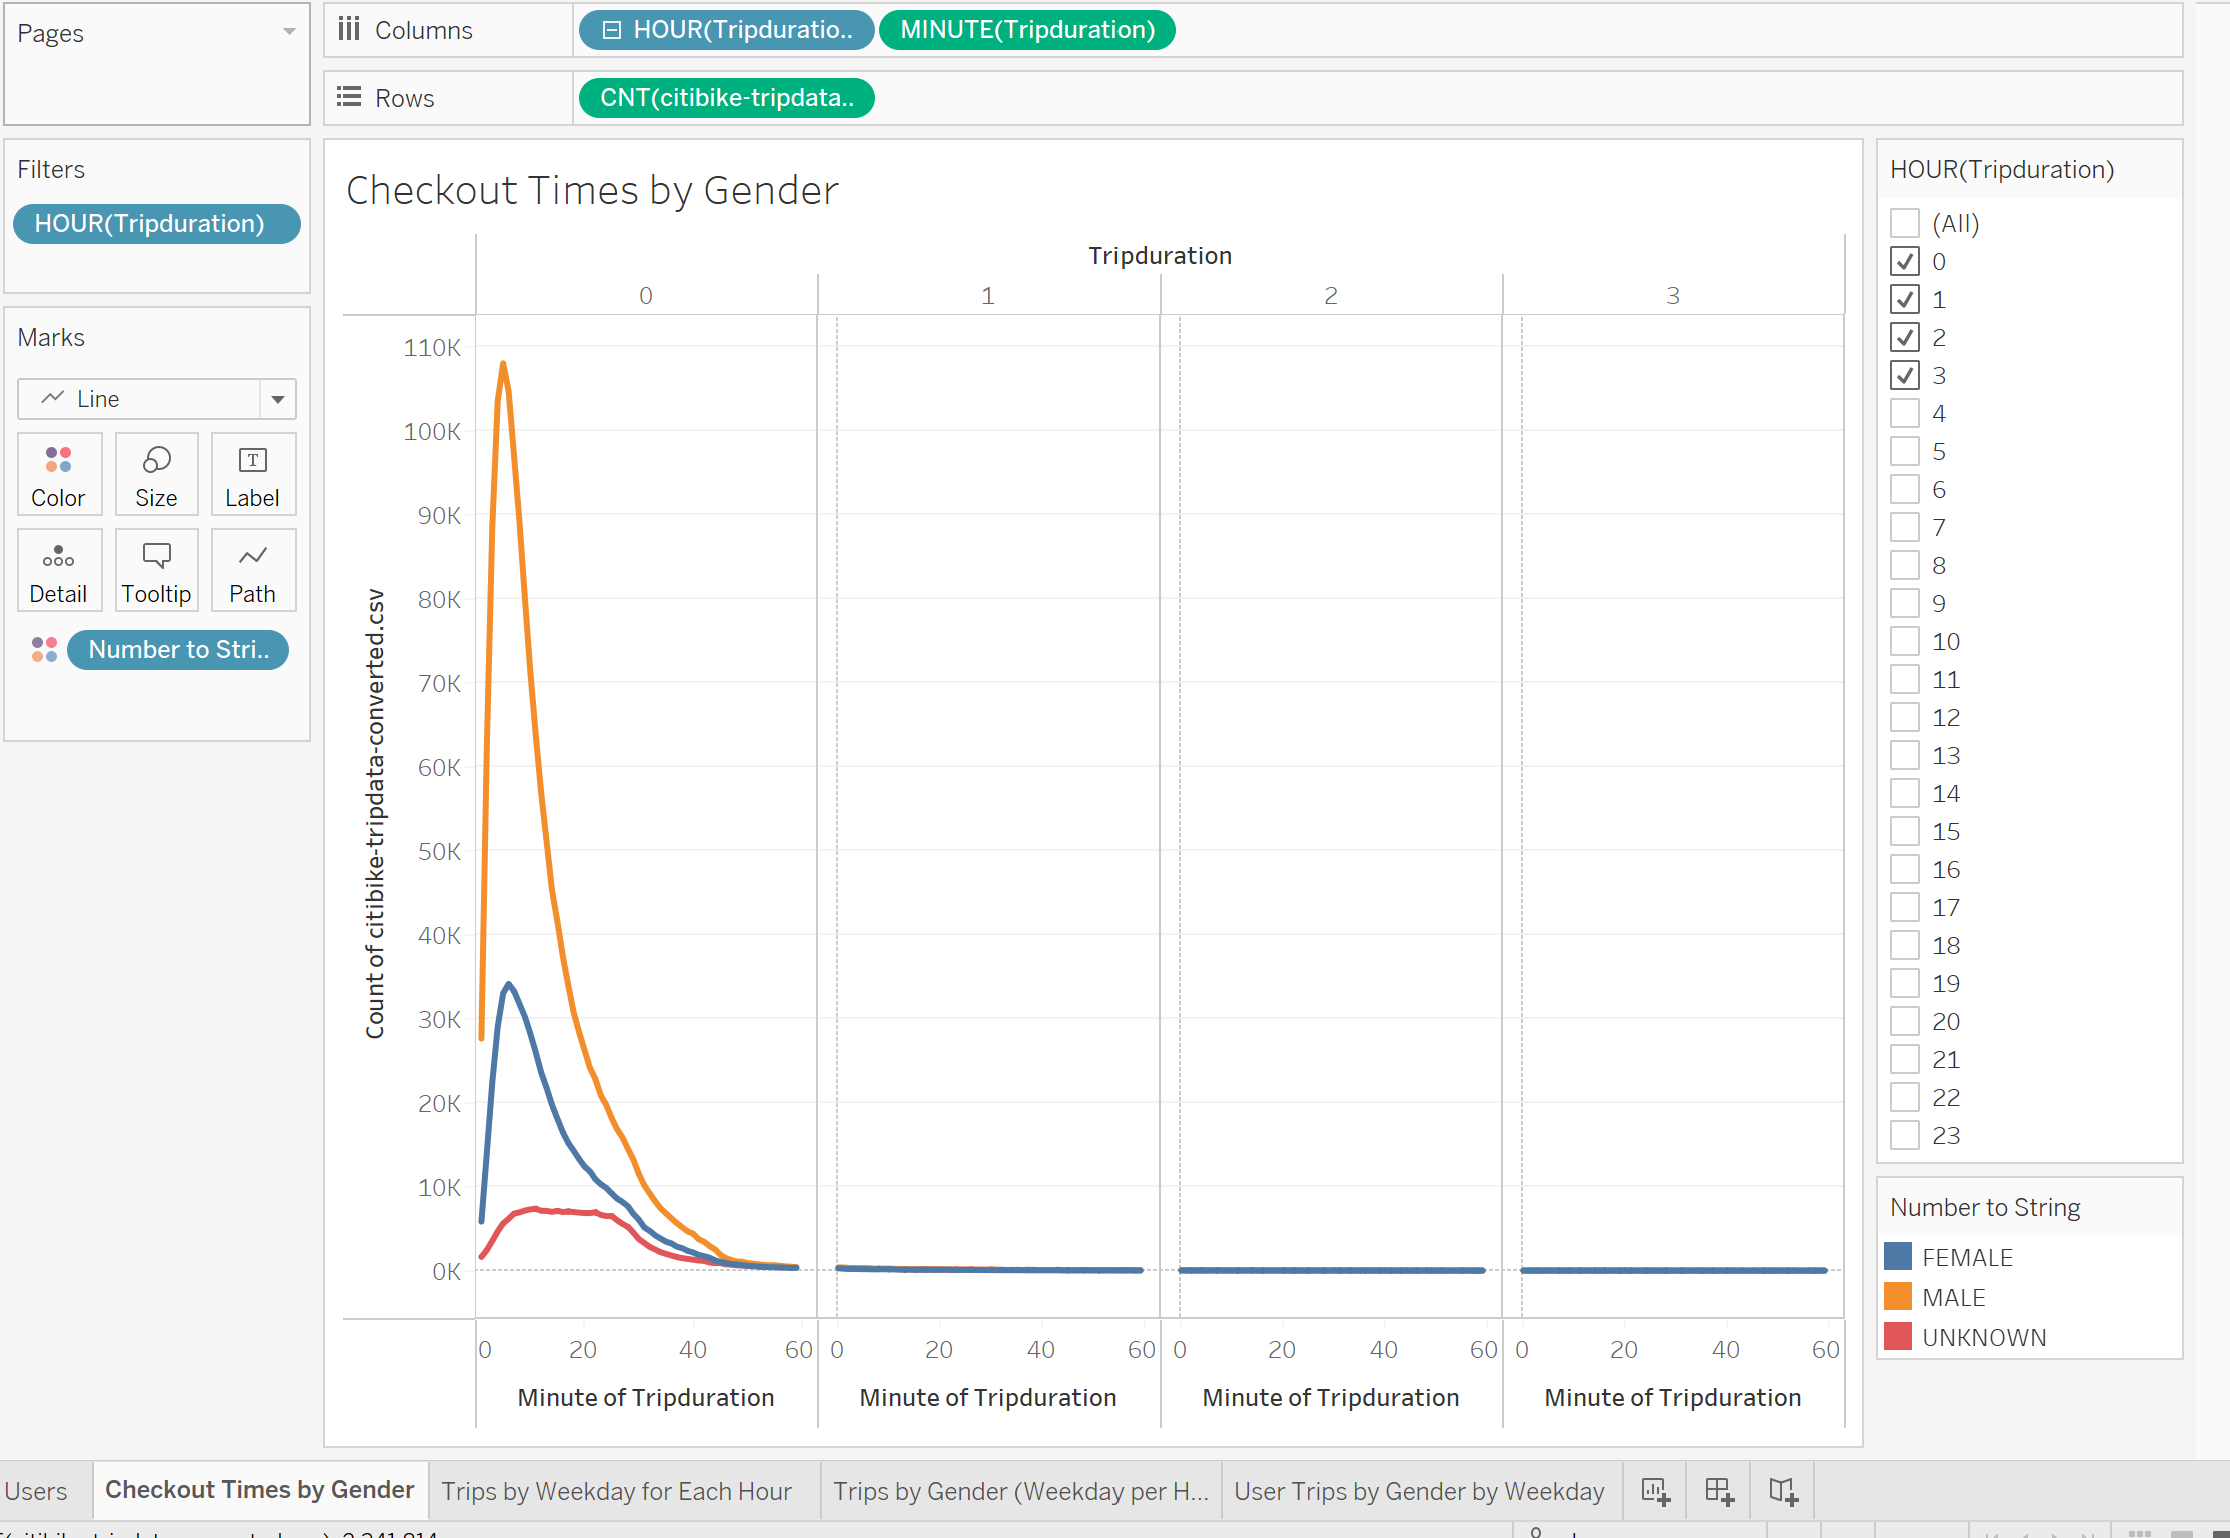 Pages
Columns
HOUR(Tripduratio..
MINUTE(Tripduration)
Rows
CNT(citibike-tripdata..
Filters
HOUR(Tripduration)
Marks
Line
Color Size Label
Detail Tooltip Path
Number to Stri..
Checkout Times by Gender
Tripduration
0 1 2 3
Count of citibike-tripdata-converted.csv
110K
100K
90K
80K
70K
60K
50K
40K
30K
20K
10K
0K
0 20 40 60 0 20 40 60 0 20 40 60 0 20 40 60
Minute of Tripduration Minute of Tripduration Minute of Tripduration Minute of Tripduration
HOUR(Tripduration)
(All)
0
1
2
3
4
5
6
7
8
9
10
11
12
13
14
15
16
17
18
19
20
21
22
23
Number to String
FEMALE
MALE
UNKNOWN
Users
Checkout Times by Gender
Trips by Weekday for Each Hour
Trips by Gender (Weekday per H...
User Trips by Gender by Weekday